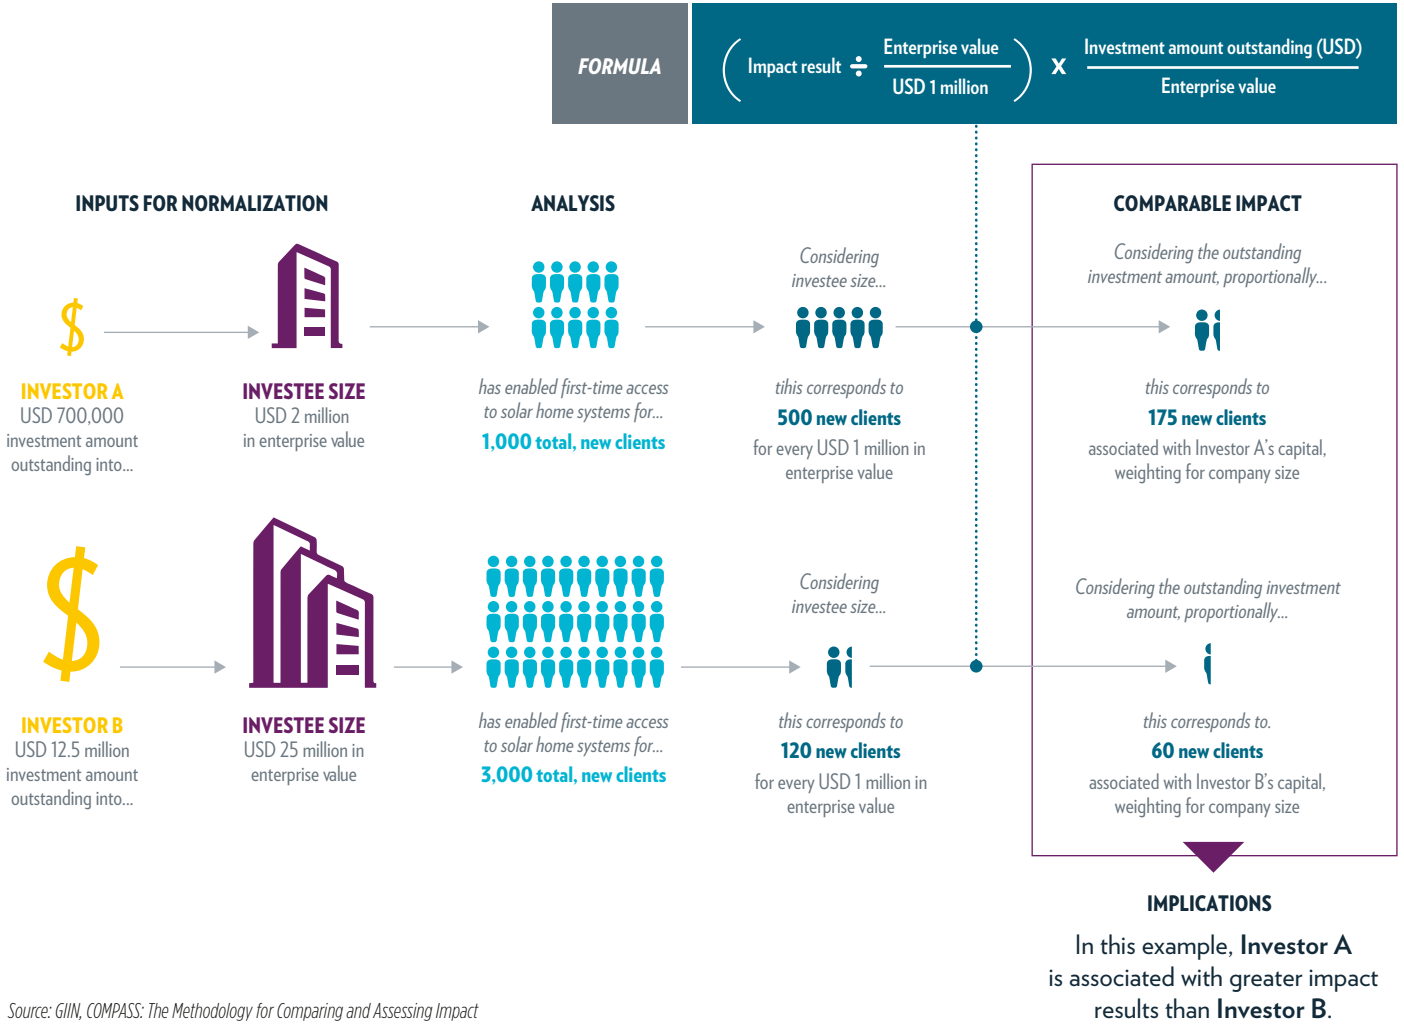 FORMULA
( Impact result ÷ Enterprise value / USD 1 million ) x Investment amount outstanding (USD) / Enterprise value
INPUTS FOR NORMALIZATION
ANALYSIS
COMPARABLE IMPACT
$
INVESTOR A
USD 700,000
investment amount
outstanding into...
INVESTEE SIZE
USD 2 million
in enterprise value
has enabled first-time access
to solar home systems for...
1,000 total, new clients
Considering
investee size...
tihis corresponds to
500 new clients
for every USD 1 million in
enterprise value
Considering the outstanding
investment amount, proportionally...
this corresponds to
175 new clients
associated with Investor A's capital,
weighting for company size
$
INVESTOR B
USD 12.5 million
investment amount
outstanding into...
INVESTEE SIZE
USD 25 million in
enterprise value
has enabled first-time access
to solar home systems for...
3,000 total, new clients
Considering
investee size...
this corresponds to
120 new clients
for every USD 1 million in
enterprise value
Considering the outstanding investment
amount, proportionally...
this corresponds to.
60 new clients
associated with Investor B's capital,
weighting for company size
IMPLICATIONS
In this example, Investor A
is associated with greater impact
results than Investor B.
Source: GIIN, COMPASS: The Methodology for Comparing and Assessing Impact